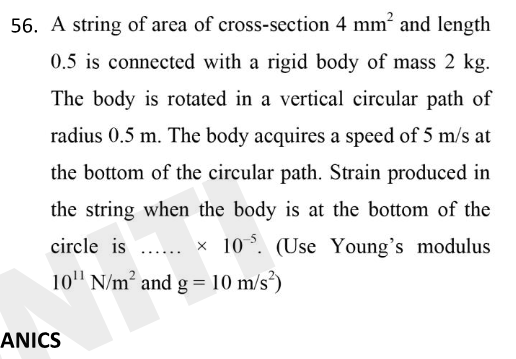 56. A string of area of cross-section 4 mm² and length
0.5 is connected with a rigid body of mass 2 kg.
The body is rotated in a vertical circular path of
radius 0.5 m. The body acquires a speed of 5 m/s at
the bottom of the circular path. Strain produced in
the string when the body is at the bottom of the
circle is ...... × 10⁻⁵. (Use Young's modulus
10¹¹ N/m² and g = 10 m/s²)
ANICS